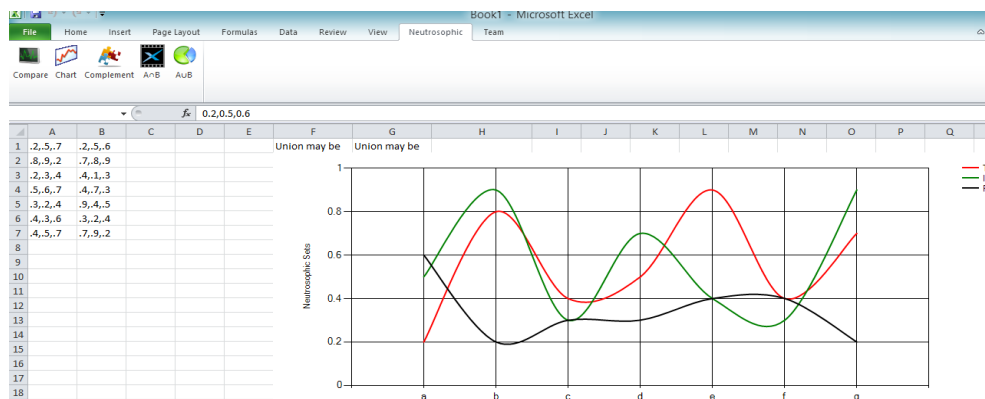 Book1 - Microsoft Excel
File Home Insert Page Layout Formulas Data Review View Neutrosophic Team
Compare Chart Complement A∩B A∪B
fx 0.2,0.5,0.6
A B C D E F G H I J K L M N O P Q
1 .2,.5,.7 .2,.5,.6 Union may be Union may be
2 .8,.9,.2 .7,.8,.9
3 .2,.3,.4 .4,.1,.3
4 .5,.6,.7 .4,.7,.3
5 .3,.2,.4 .9,.4,.5
6 .4,.3,.6 .3,.2,.4
7 .4,.5,.7 .7,.9,.2
8
9
10
11
12
13
14
15
16
17
18
1
0.8
0.6
0.4
0.2
0
Neutrosophic Sets
a b c d e f g